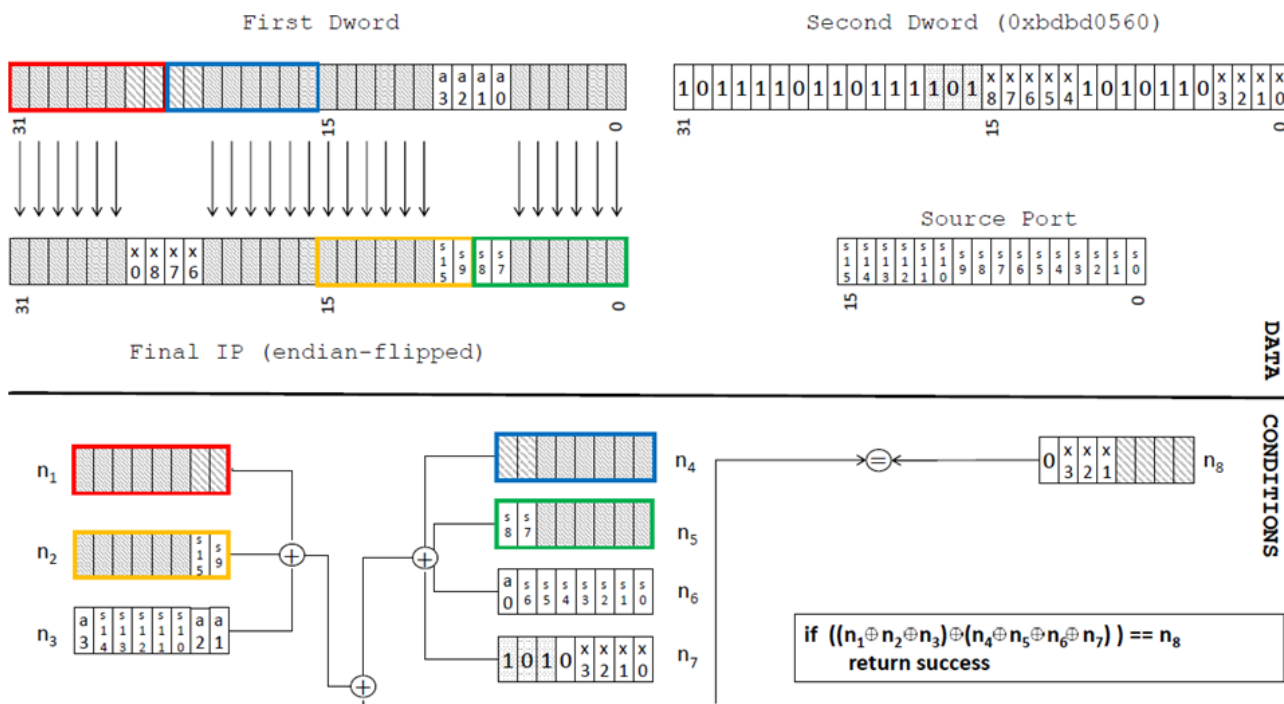 First Dword
Second Dword (0xbdbd0560)
a3 a2 a1 a0
1 0 1 1 1 1 0 1 1 0 1 1 1 1 0 1 x8 x7 x6 x5 x4 1 0 1 0 1 1 0 x3 x2 x1 x0
31 15 0
31 15 0
Source Port
x0 x8 x7 x6 s15 s9 s8 s7
s15 s14 s13 s12 s11 s10 s9 s8 s7 s6 s5 s4 s3 s2 s1 s0
31 15 0
15 0
Final IP (endian-flipped)
DATA
CONDITIONS
n1
n4
= 0 x3 x2 x1 n8
n2 s15 s9
+
s8 s7 n5
+
n3 a3 s14 s13 s12 s11 s10 a2 a1
a0 s6 s5 s4 s3 s2 s1 s0 n6
1 0 1 0 x3 x2 x1 x0 n7
+
if ((n1⊕n2⊕n3)⊕(n4⊕n5⊕n6⊕n7) ) == n8
return success